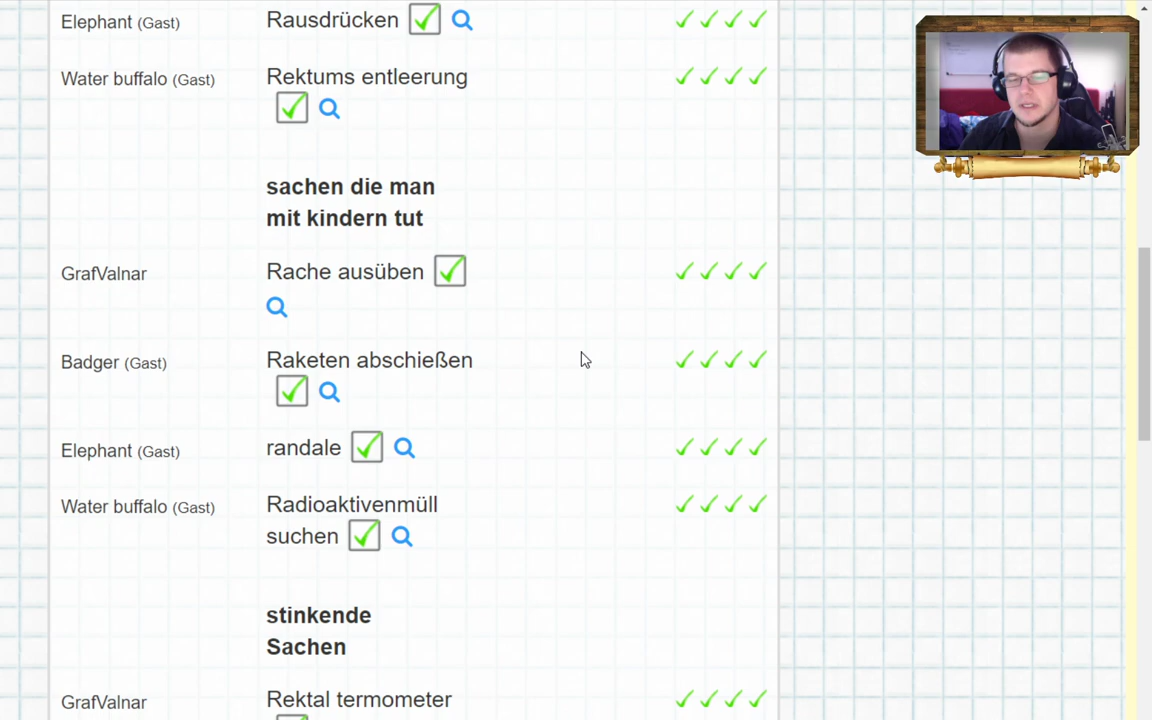 Elephant (Gast) Rausdrücken
Water buffalo (Gast) Rektums entleerung
sachen die man
mit kindern tut
GrafValnar Rache ausüben
Badger (Gast) Raketen abschießen
Elephant (Gast) randale
Water buffalo (Gast) Radioaktivenmüll
suchen
stinkende
Sachen
GrafValnar Rektal termometer